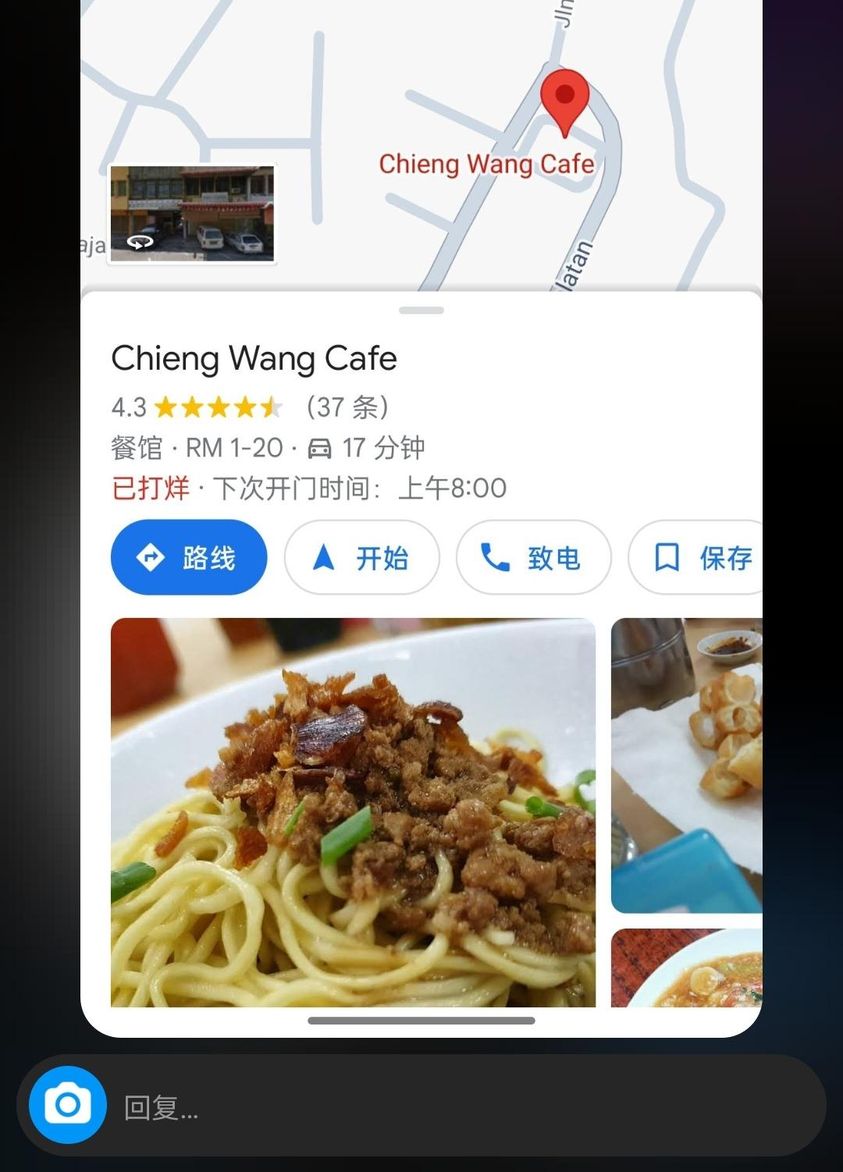 Jln
Chieng Wang Cafe
aja
latan
Chieng Wang Cafe
4.3 (37 条)
餐馆 · RM 1-20 · 17 分钟
已打烊 · 下次开门时间： 上午8:00
路线 开始 致电 保存
回复...